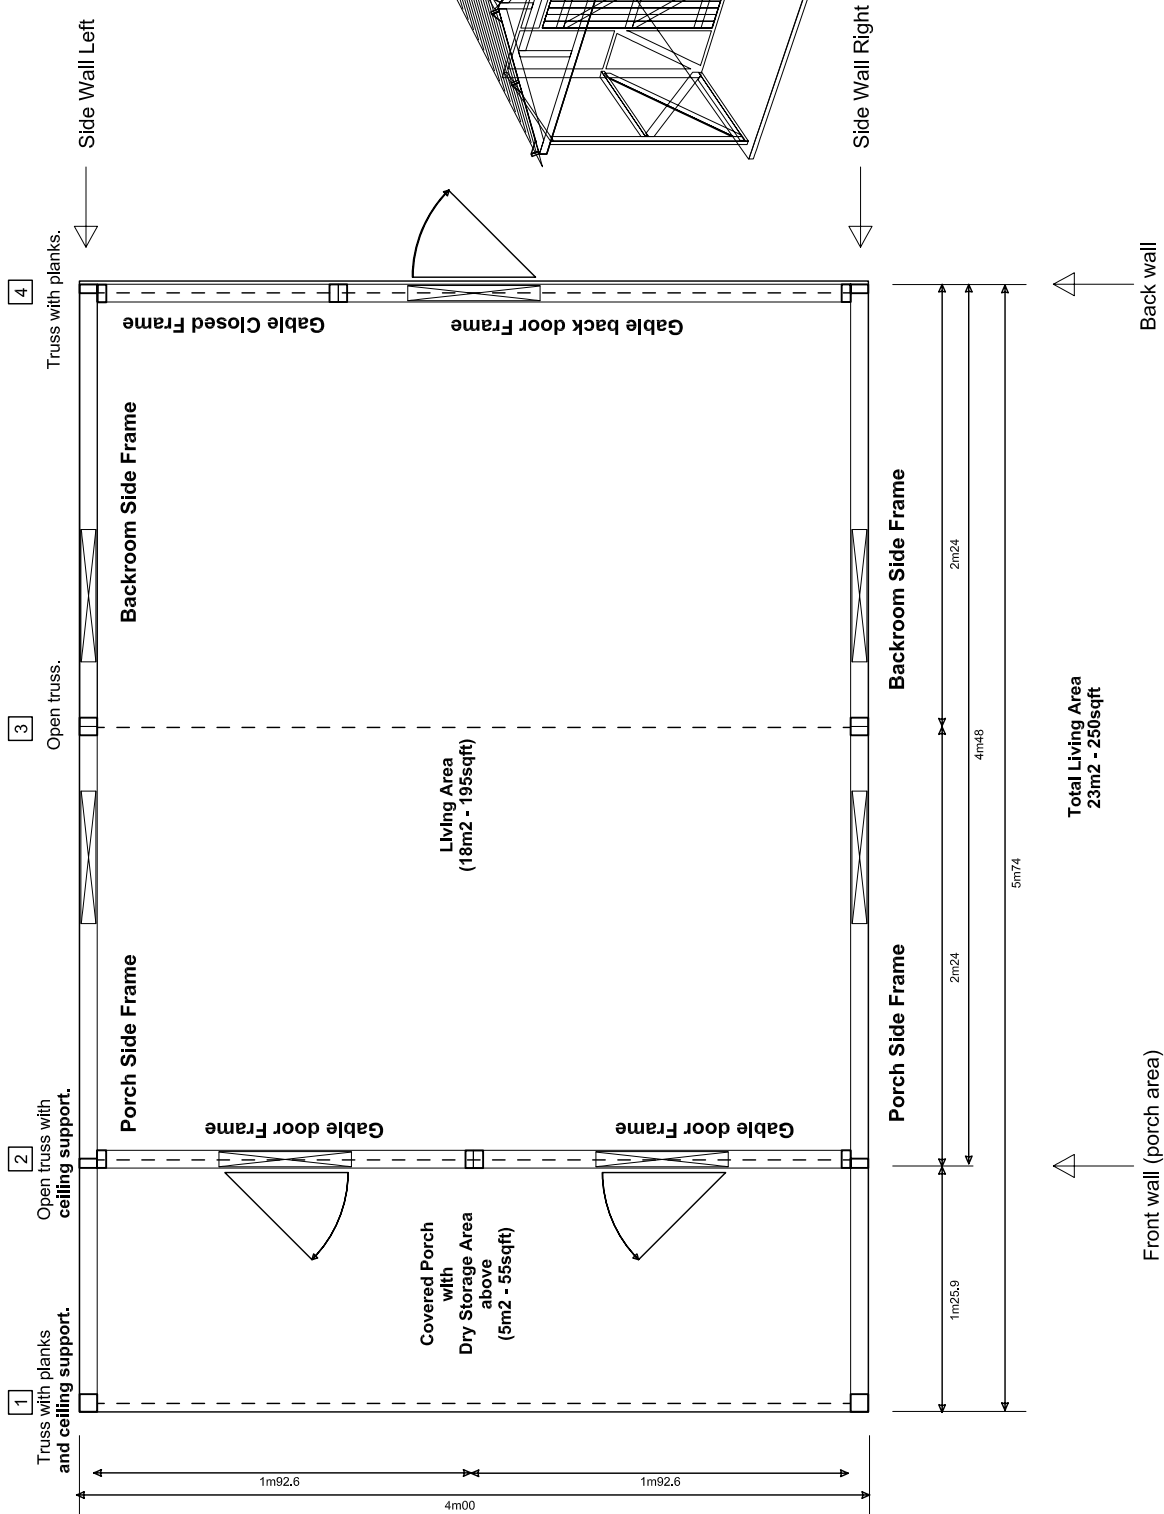 1
Truss with planks
and ceiling support.
2
Open truss with
ceiling support.
3
Open truss.
4
Truss with planks.
Side Wall Left
Porch Side Frame
Backroom Side Frame
Gable Closed Frame
Gable back door Frame
Gable door Frame
Gable door Frame
Covered Porch
with
Dry Storage Area
above
(5m2 - 55sqft)
Living Area
(18m2 - 195sqft)
Side Wall Right
Porch Side Frame
Backroom Side Frame
1m92.6
1m92.6
4m00
1m25.9
2m24
2m24
4m48
5m74
Total Living Area
23m2 - 250sqft
Front wall (porch area)
Back wall